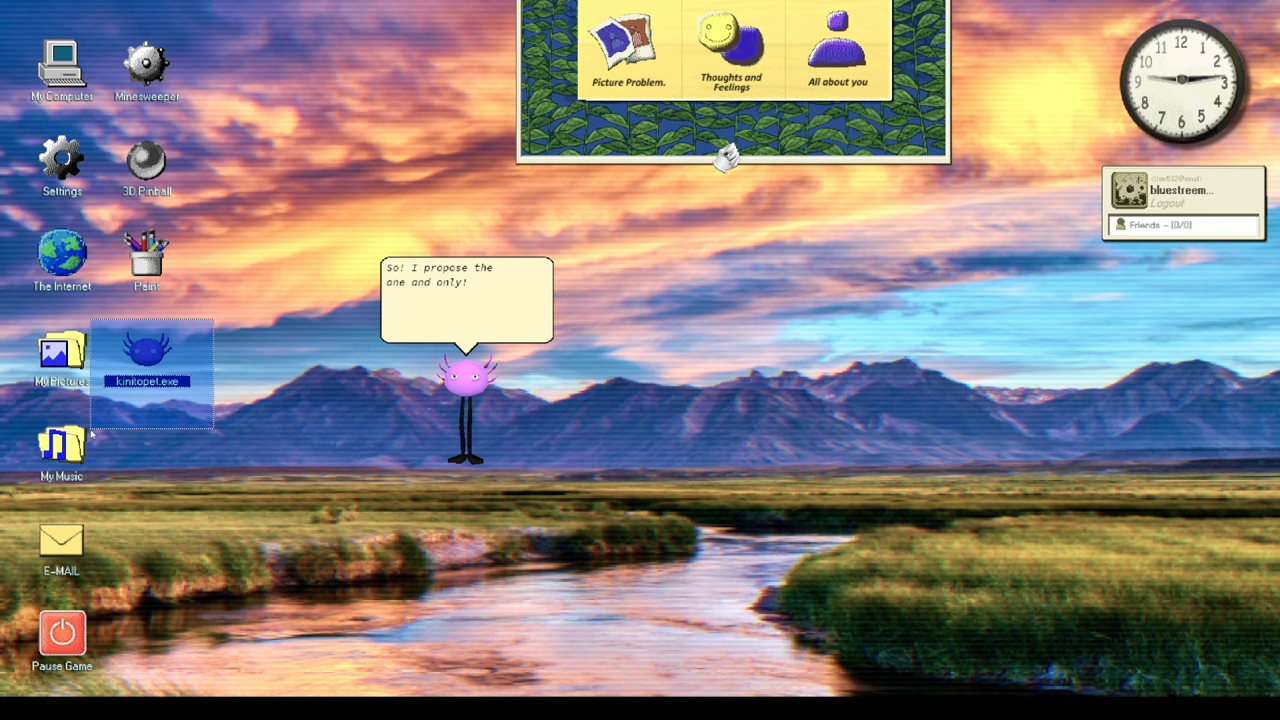 My Computer
Minesweeper
Settings
3D Pinball
The Internet
Paint
My Pictures
kinitopet.exe
My Music
E-MAIL
Pause Game
Picture Problem.
Thoughts and
Feelings
All about you
So! I propose the
one and only!
12
1
2
3
4
5
6
7
8
9
10
11
<User532@email>
bluestreem...
Logout
Friends - (0/0)